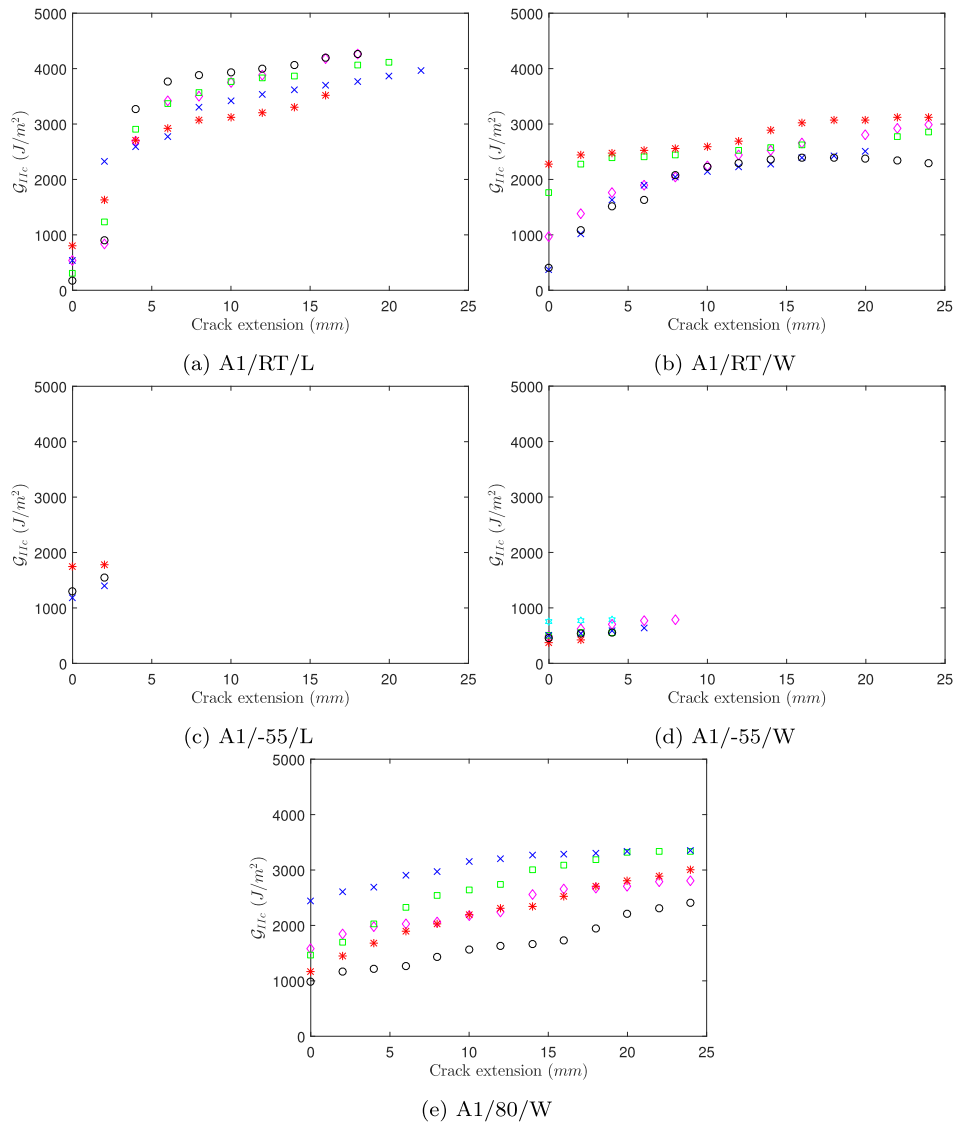 5000
4000
3000
2000
1000
0
0 5 10 15 20 25
𝒢IIc (J/m²)
Crack extension (mm)
(a) A1/RT/L
5000
4000
3000
2000
1000
0
0 5 10 15 20 25
𝒢IIc (J/m²)
Crack extension (mm)
(b) A1/RT/W
5000
4000
3000
2000
1000
0
0 5 10 15 20 25
𝒢IIc (J/m²)
Crack extension (mm)
(c) A1/-55/L
5000
4000
3000
2000
1000
0
0 5 10 15 20 25
𝒢IIc (J/m²)
Crack extension (mm)
(d) A1/-55/W
5000
4000
3000
2000
1000
0
0 5 10 15 20 25
𝒢IIc (J/m²)
Crack extension (mm)
(e) A1/80/W